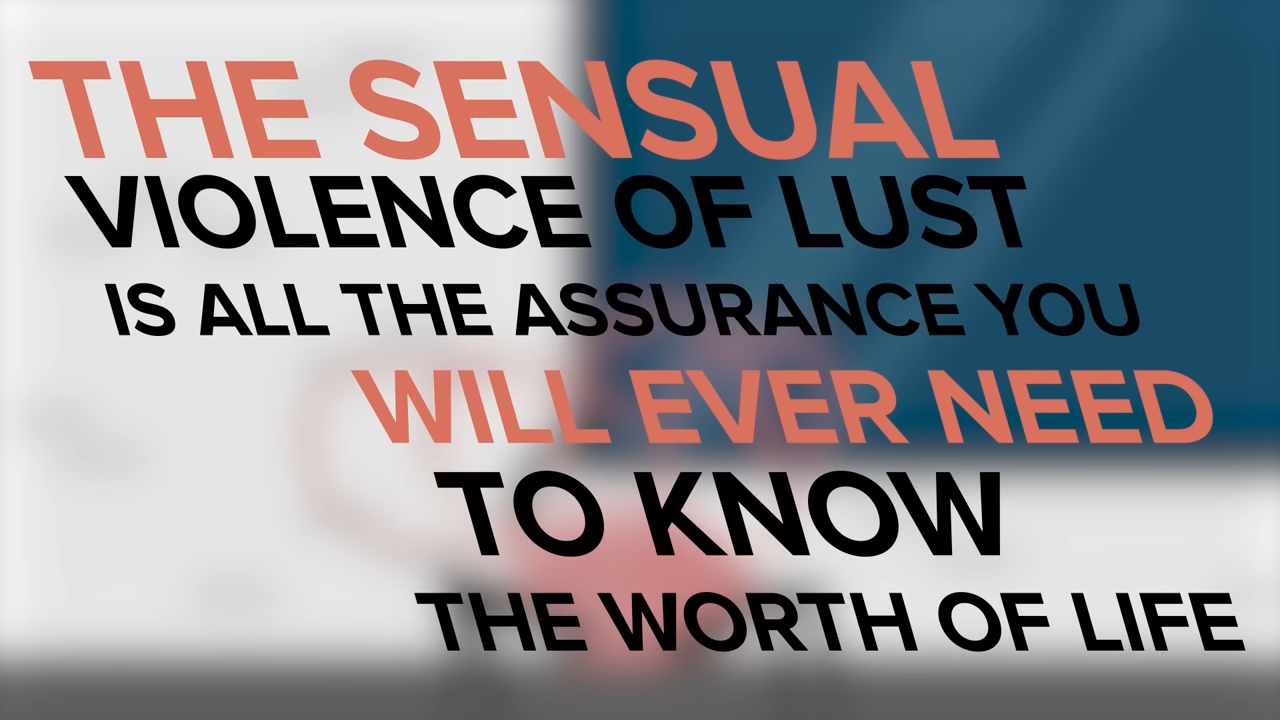 THE SENSUAL
VIOLENCE OF LUST
IS ALL THE ASSURANCE YOU
WILL EVER NEED
TO KNOW
THE WORTH OF LIFE